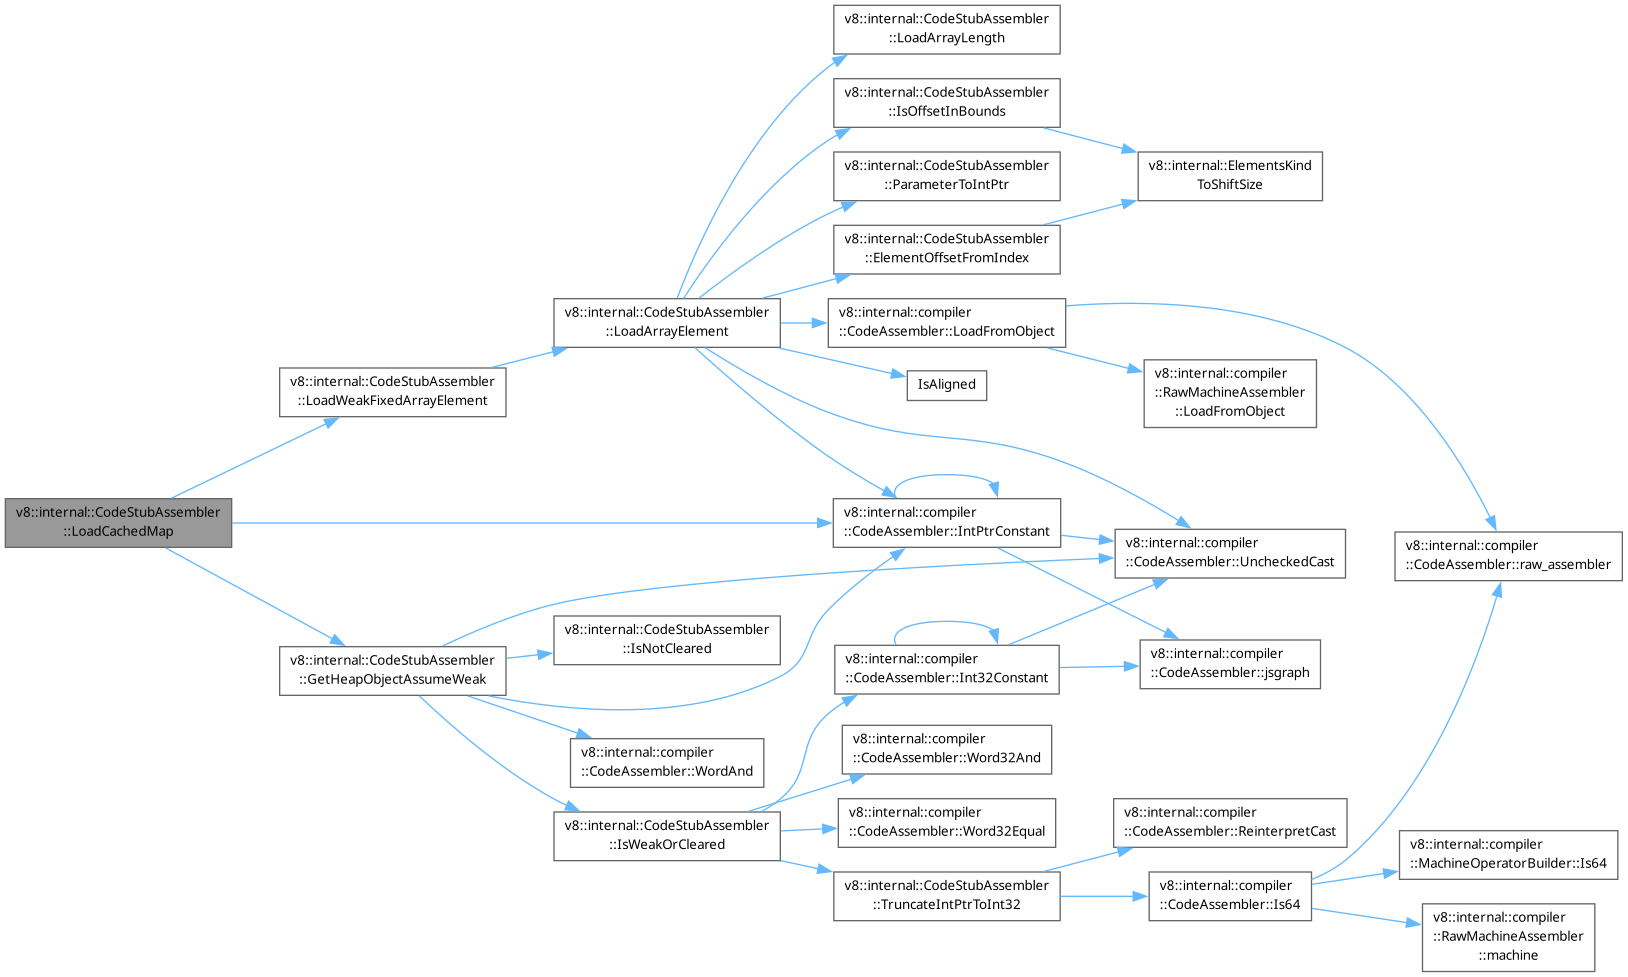 v8::internal::CodeStubAssembler
::LoadCachedMap
v8::internal::CodeStubAssembler
::LoadWeakFixedArrayElement
v8::internal::CodeStubAssembler
::GetHeapObjectAssumeWeak
v8::internal::CodeStubAssembler
::LoadArrayElement
v8::internal::CodeStubAssembler
::IsNotCleared
v8::internal::compiler
::CodeAssembler::WordAnd
v8::internal::CodeStubAssembler
::IsWeakOrCleared
v8::internal::CodeStubAssembler
::LoadArrayLength
v8::internal::CodeStubAssembler
::IsOffsetInBounds
v8::internal::CodeStubAssembler
::ParameterToIntPtr
v8::internal::CodeStubAssembler
::ElementOffsetFromIndex
v8::internal::compiler
::CodeAssembler::LoadFromObject
IsAligned
v8::internal::compiler
::CodeAssembler::IntPtrConstant
v8::internal::compiler
::CodeAssembler::Int32Constant
v8::internal::compiler
::CodeAssembler::Word32And
v8::internal::compiler
::CodeAssembler::Word32Equal
v8::internal::CodeStubAssembler
::TruncateIntPtrToInt32
v8::internal::ElementsKind
ToShiftSize
v8::internal::compiler
::RawMachineAssembler
::LoadFromObject
v8::internal::compiler
::CodeAssembler::UncheckedCast
v8::internal::compiler
::CodeAssembler::jsgraph
v8::internal::compiler
::CodeAssembler::ReinterpretCast
v8::internal::compiler
::CodeAssembler::Is64
v8::internal::compiler
::CodeAssembler::raw_assembler
v8::internal::compiler
::MachineOperatorBuilder::Is64
v8::internal::compiler
::RawMachineAssembler
::machine